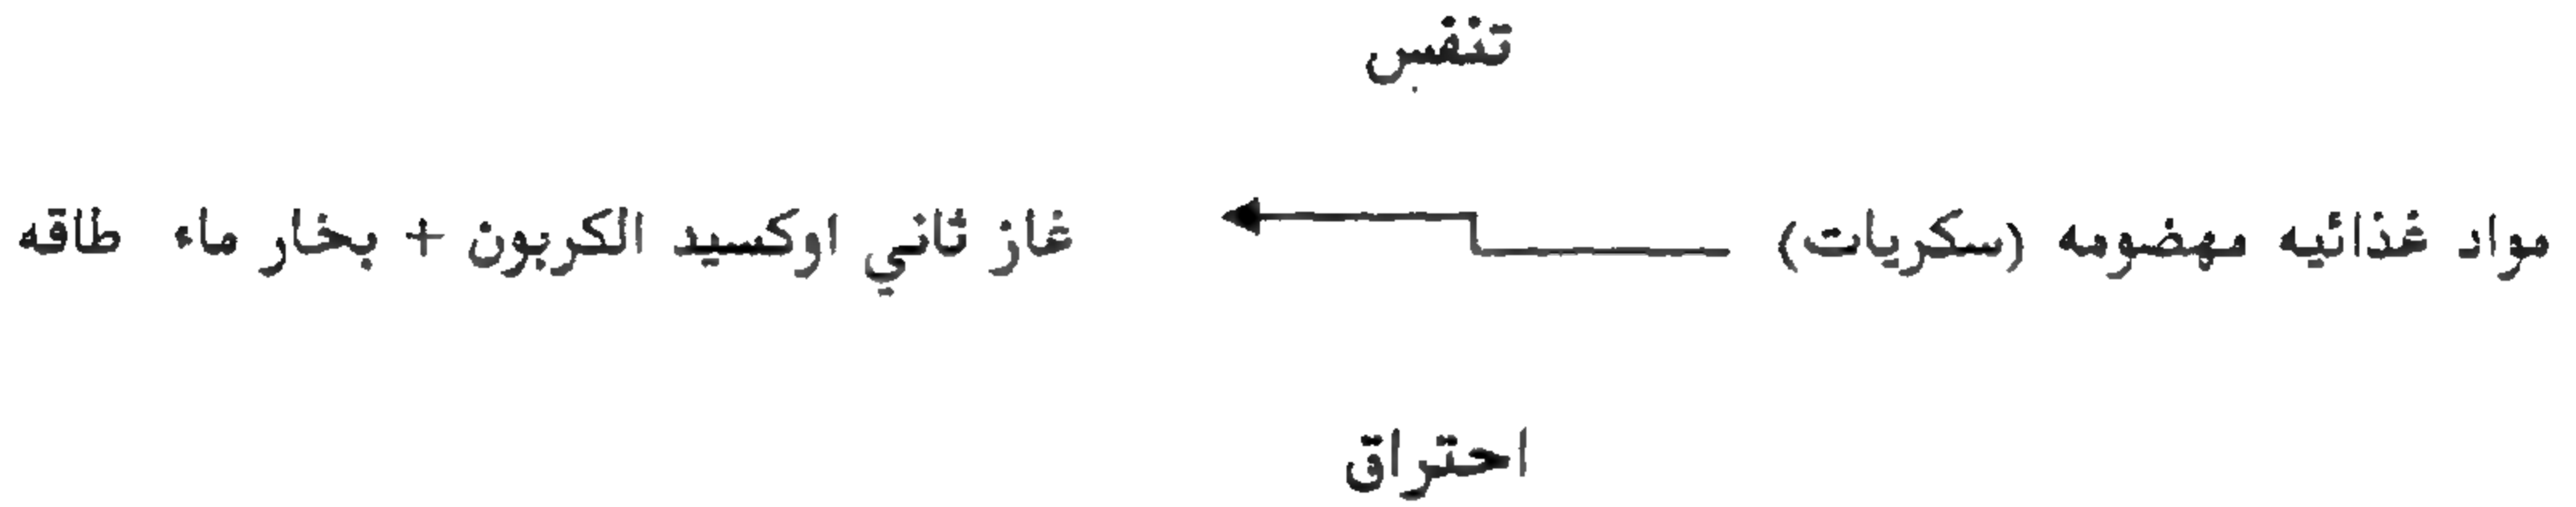 تنفس
مواد غذائيه مهضومه (سكريات) غاز ثاني اوكسيد الكربون + بخار ماء طاقه
احتراق